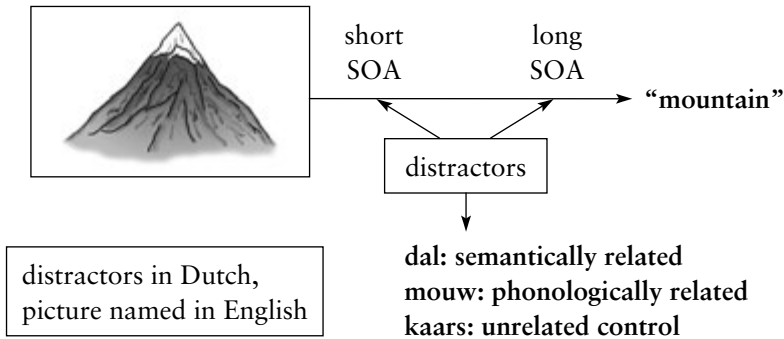 short
SOA
long
SOA
“mountain”
distractors
distractors in Dutch,
picture named in English
dal: semantically related
mouw: phonologically related
kaars: unrelated control